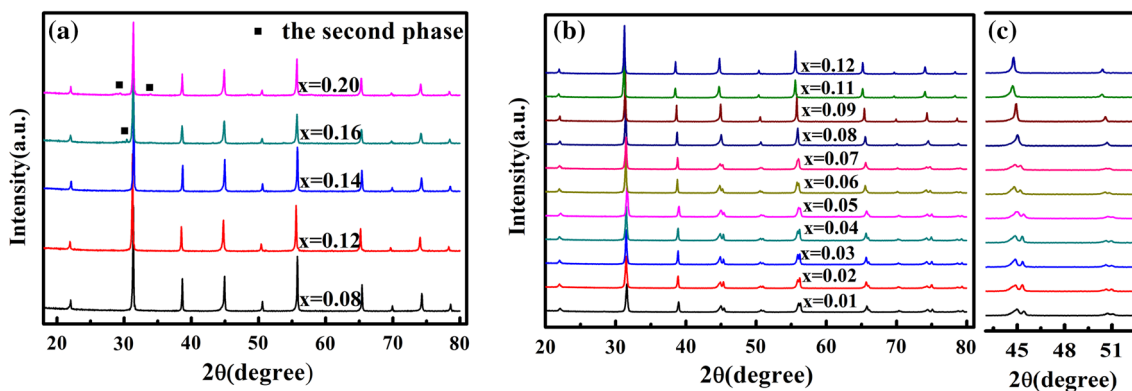 (a)
■ the second phase
x=0.20
x=0.16
x=0.14
x=0.12
x=0.08
Intensity(a.u.)
20 30 40 50 60 70 80
2θ(degree)
(b)
x=0.12
x=0.11
x=0.09
x=0.08
x=0.07
x=0.06
x=0.05
x=0.04
x=0.03
x=0.02
x=0.01
Intensity(a.u.)
20 30 40 50 60 70 80
2θ(degree)
(c)
45 48 51
2θ(degree)